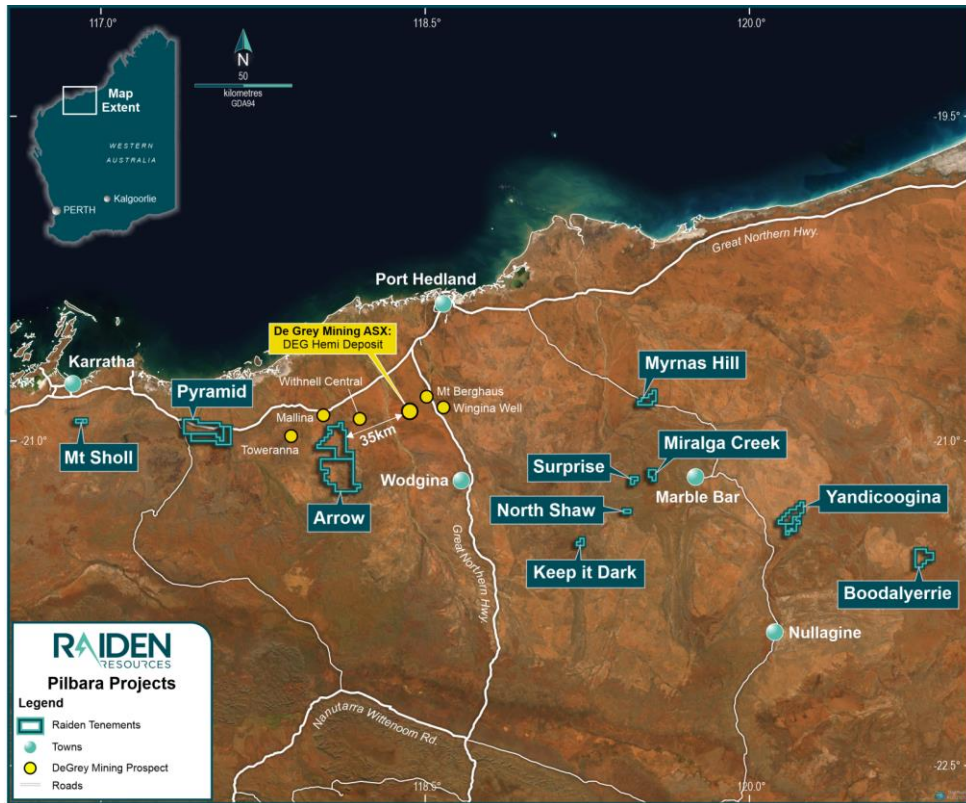 117.0°
118.5°
120.0°
Map
Extent
WESTERN
AUSTRALIA
Kalgoorlie
PERTH
N
50
kilometres
GDA94
-19.5°
Great Northern Hwy.
Port Hedland
De Grey Mining ASX:
DEG Hemi Deposit
Karratha
Withnell Central
Myrnas Hill
Pyramid
Mt Berghaus
Mallina
Wingina Well
35km
Toweranna
-21.0°
-21.0°
Mt Sholl
Miralga Creek
Surprise
Wodgina
Marble Bar
Yandicoogina
Arrow
North Shaw
Great Northern Hwy.
Keep it Dark
Boodalyerrie
Nullagine
RAIDEN
RESOURCES
Pilbara Projects
Legend
Raiden Tenements
Towns
DeGrey Mining Prospect
Roads
Nanutarra Wittenoom Rd.
-22.5°
118.5°
120.0°